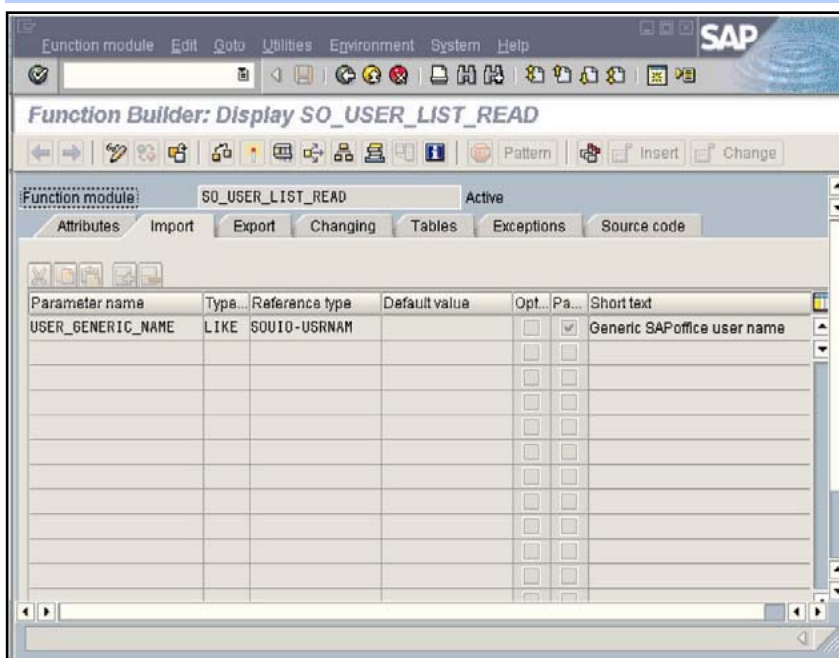 Function module Edit Goto Utilities Environment System Help
SAP
Function Builder: Display SO_USER_LIST_READ
Pattern Insert Change
Function module SO_USER_LIST_READ Active
Attributes Import Export Changing Tables Exceptions Source code
Parameter name Type... Reference type Default value Opt... Pa... Short text
USER_GENERIC_NAME LIKE SOUIO-USRNAM Generic SAPoffice user name